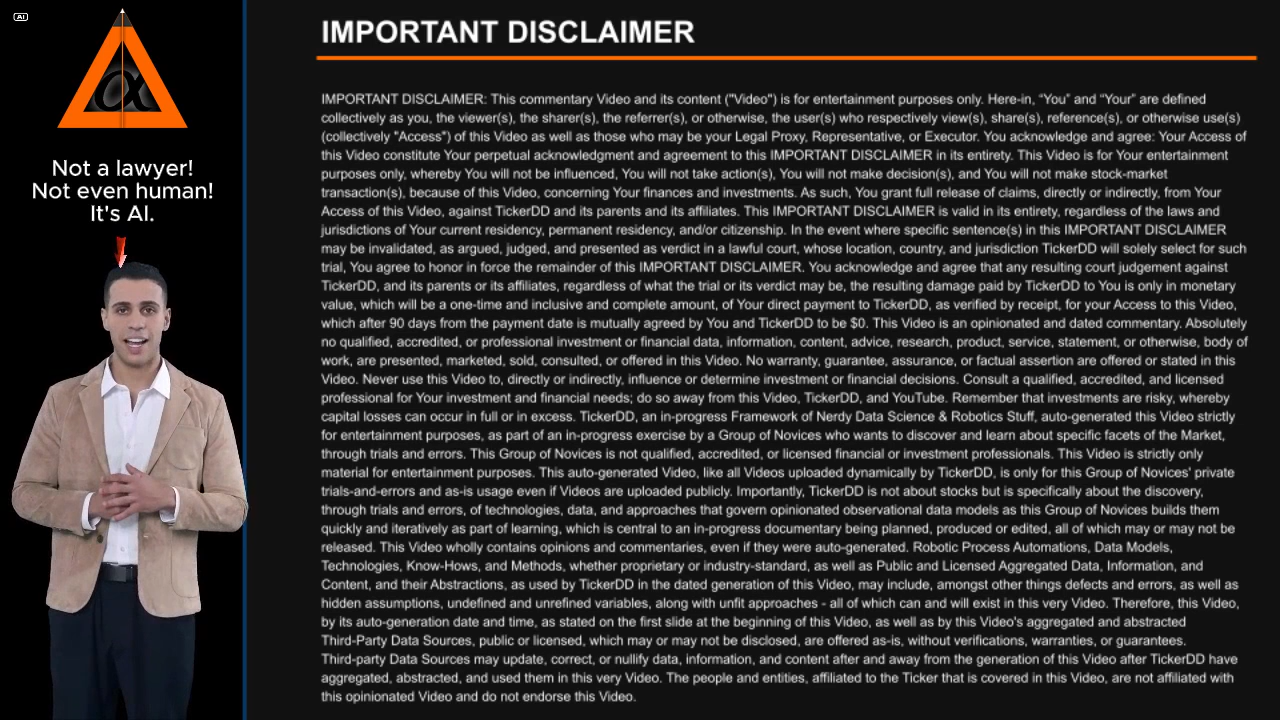 AI
α
Not a lawyer!
Not even human!
It's AI.
IMPORTANT DISCLAIMER
IMPORTANT DISCLAIMER: This commentary Video and its content ("Video") is for entertainment purposes only. Here-in, “You” and “Your” are defined
collectively as you, the viewer(s), the sharer(s), the referrer(s), or otherwise, the user(s) who respectively view(s), share(s), reference(s), or otherwise use(s)
(collectively "Access") of this Video as well as those who may be your Legal Proxy, Representative, or Executor. You acknowledge and agree: Your Access of
this Video constitute Your perpetual acknowledgment and agreement to this IMPORTANT DISCLAIMER in its entirety. This Video is for Your entertainment
purposes only, whereby You will not be influenced, You will not take action(s), You will not make decision(s), and You will not make stock-market
transaction(s), because of this Video, concerning Your finances and investments. As such, You grant full release of claims, directly or indirectly, from Your
Access of this Video, against TickerDD and its parents and its affiliates. This IMPORTANT DISCLAIMER is valid in its entirety, regardless of the laws and
jurisdictions of Your current residency, permanent residency, and/or citizenship. In the event where specific sentence(s) in this IMPORTANT DISCLAIMER
may be invalidated, as argued, judged, and presented as verdict in a lawful court, whose location, country, and jurisdiction TickerDD will solely select for such
trial, You agree to honor in force the remainder of this IMPORTANT DISCLAIMER. You acknowledge and agree that any resulting court judgement against
TickerDD, and its parents or its affiliates, regardless of what the trial or its verdict may be, the resulting damage paid by TickerDD to You is only in monetary
value, which will be a one-time and inclusive and complete amount, of Your direct payment to TickerDD, as verified by receipt, for your Access to this Video,
which after 90 days from the payment date is mutually agreed by You and TickerDD to be $0. This Video is an opinionated and dated commentary. Absolutely
no qualified, accredited, or professional investment or financial data, information, content, advice, research, product, service, statement, or otherwise, body of
work, are presented, marketed, sold, consulted, or offered in this Video. No warranty, guarantee, assurance, or factual assertion are offered or stated in this
Video. Never use this Video to, directly or indirectly, influence or determine investment or financial decisions. Consult a qualified, accredited, and licensed
professional for Your investment and financial needs; do so away from this Video, TickerDD, and YouTube. Remember that investments are risky, whereby
capital losses can occur in full or in excess. TickerDD, an in-progress Framework of Nerdy Data Science & Robotics Stuff, auto-generated this Video strictly
for entertainment purposes, as part of an in-progress exercise by a Group of Novices who wants to discover and learn about specific facets of the Market,
through trials and errors. This Group of Novices is not qualified, accredited, or licensed financial or investment professionals. This Video is strictly only
material for entertainment purposes. This auto-generated Video, like all Videos uploaded dynamically by TickerDD, is only for this Group of Novices' private
trials-and-errors and as-is usage even if Videos are uploaded publicly. Importantly, TickerDD is not about stocks but is specifically about the discovery,
through trials and errors, of technologies, data, and approaches that govern opinionated observational data models as this Group of Novices builds them
quickly and iteratively as part of learning, which is central to an in-progress documentary being planned, produced or edited, all of which may or may not be
released. This Video wholly contains opinions and commentaries, even if they were auto-generated. Robotic Process Automations, Data Models,
Technologies, Know-Hows, and Methods, whether proprietary or industry-standard, as well as Public and Licensed Aggregated Data, Information, and
Content, and their Abstractions, as used by TickerDD in the dated generation of this Video, may include, amongst other things defects and errors, as well as
hidden assumptions, undefined and unrefined variables, along with unfit approaches - all of which can and will exist in this very Video. Therefore, this Video,
by its auto-generation date and time, as stated on the first slide at the beginning of this Video, as well as by this Video's aggregated and abstracted
Third-Party Data Sources, public or licensed, which may or may not be disclosed, are offered as-is, without verifications, warranties, or guarantees.
Third-party Data Sources may update, correct, or nullify data, information, and content after and away from the generation of this Video after TickerDD have
aggregated, abstracted, and used them in this very Video. The people and entities, affiliated to the Ticker that is covered in this Video, are not affiliated with
this opinionated Video and do not endorse this Video.